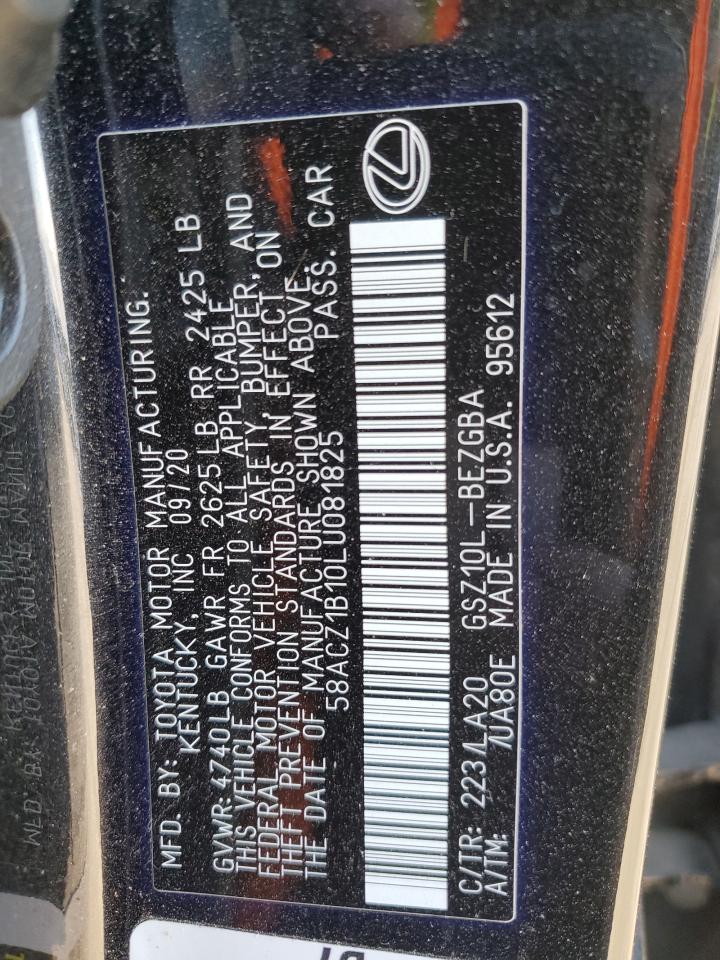 MFD. BY: TOYOTA MOTOR MANUFACTURING.
KENTUCKY, INC 09/20
GVWR: 4740LB GAWR FR 2625LB RR 2425 LB
THIS VEHICLE CONFORMS TO ALL APPLICABLE
FEDERAL MOTOR VEHICLE SAFETY BUMPER, AND
THEFT PREVENTION STANDARDS IN EFFECT ON
THE DATE OF MANUFACTURE SHOWN ABOVE.
58ACZ1B10LU081825 PASS. CAR
C/TR: 223/LA20 GSZ10L-BEZGBA
A/TM: /UA80E MADE IN U.S.A. 95612